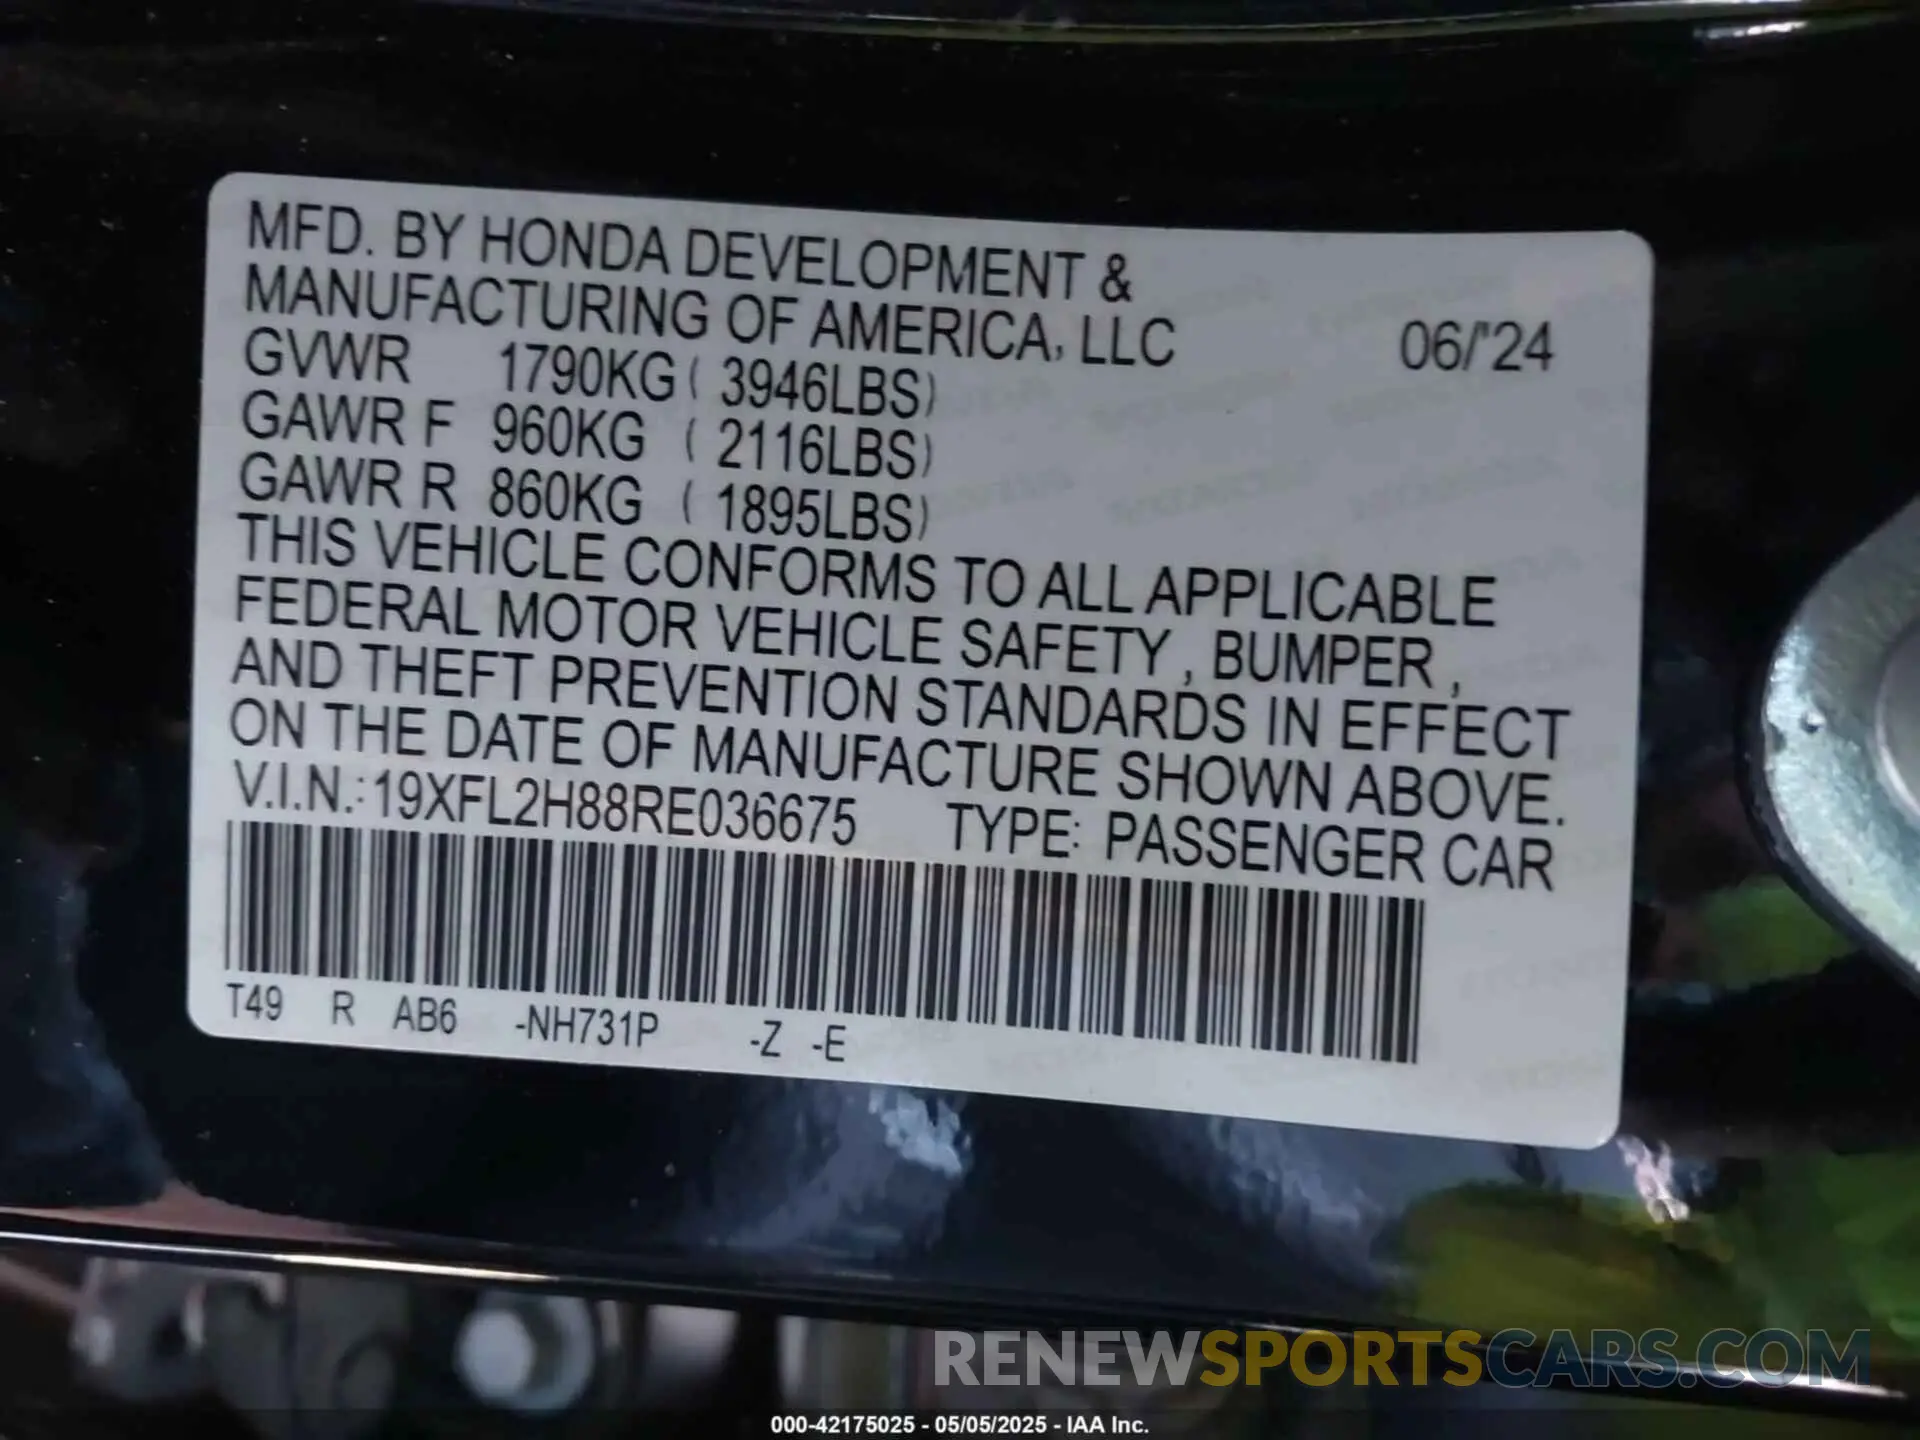 MFD. BY HONDA DEVELOPMENT &
MANUFACTURING OF AMERICA, LLC 06/'24
GVWR 1790KG ( 3946LBS)
GAWR F 960KG ( 2116LBS)
GAWR R 860KG ( 1895LBS)
THIS VEHICLE CONFORMS TO ALL APPLICABLE
FEDERAL MOTOR VEHICLE SAFETY , BUMPER ,
AND THEFT PREVENTION STANDARDS IN EFFECT
ON THE DATE OF MANUFACTURE SHOWN ABOVE.
V.I.N.: 19XFL2H88RE036675 TYPE: PASSENGER CAR
T49 R AB6 -NH731P -Z -E
RENEWSPORTSCARS.COM
000-42175025 - 05/05/2025 - IAA Inc.